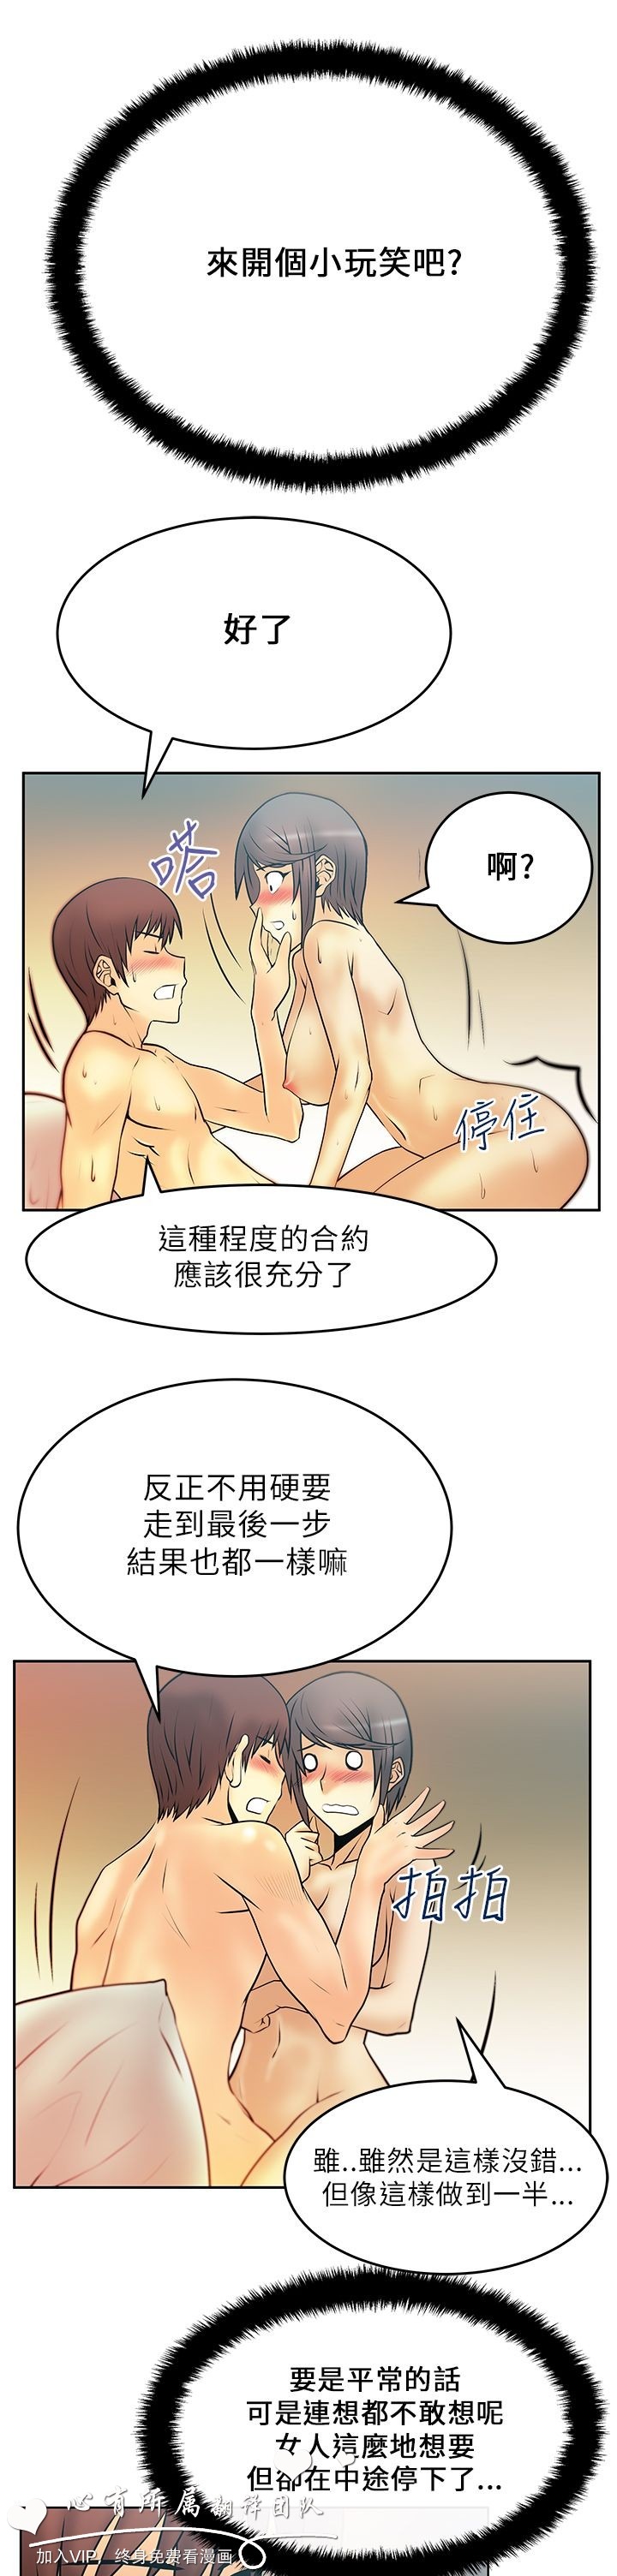 來開個小玩笑吧?
好了
嗒
啊?
停住
這種程度的合約
應該很充分了
反正不用硬要
走到最後一步
結果也都一樣嘛
拍拍
雖..雖然是這樣沒錯...
但像這樣做到一半...
要是平常的話
可是連想都不敢想呢
女人這麼地想要
但卻在中途停下了...
心有所属翻译团队
加入VIP 终身免费看漫画